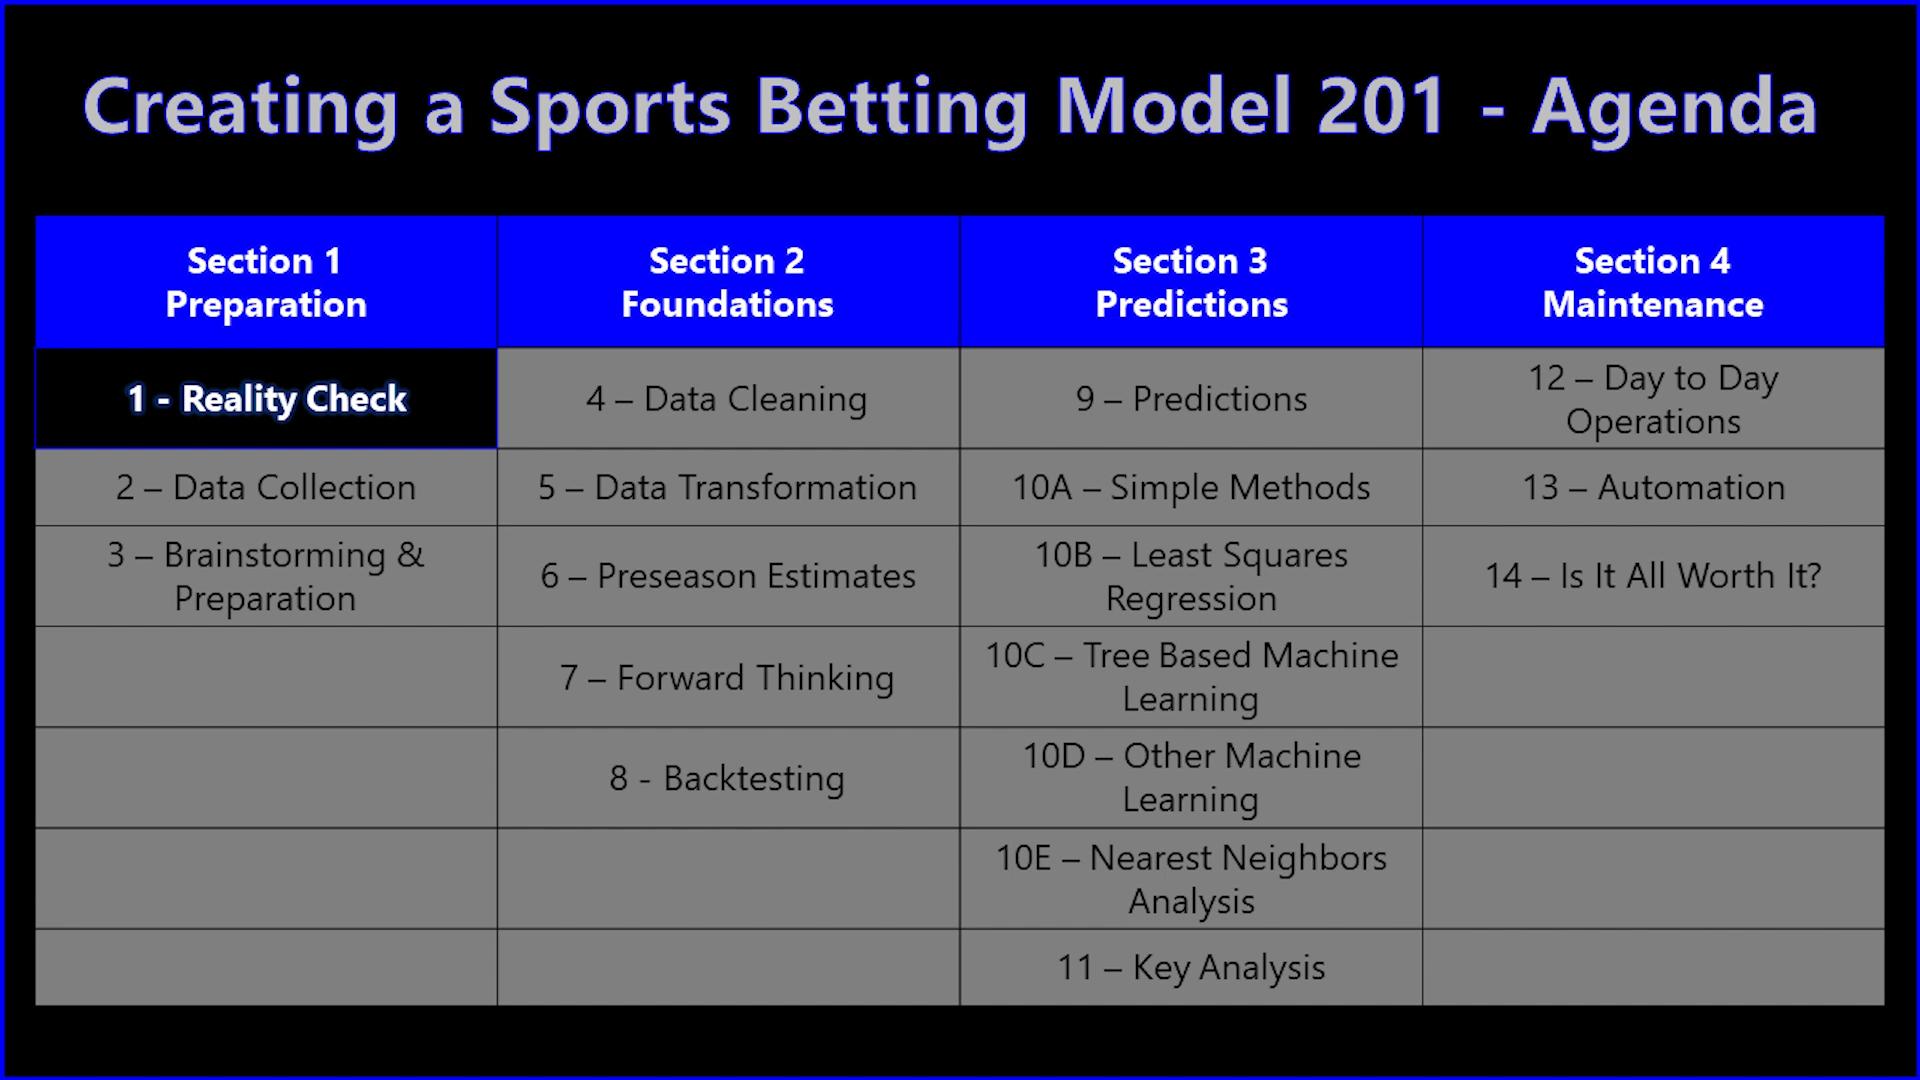 Creating a Sports Betting Model 201 - Agenda
Section 1
Preparation
Section 2
Foundations
Section 3
Predictions
Section 4
Maintenance
1 - Reality Check
4 – Data Cleaning
9 – Predictions
12 – Day to Day
Operations
2 – Data Collection
5 – Data Transformation
10A – Simple Methods
13 – Automation
3 – Brainstorming &
Preparation
6 – Preseason Estimates
10B – Least Squares
Regression
14 – Is It All Worth It?
7 – Forward Thinking
10C – Tree Based Machine
Learning
8 - Backtesting
10D – Other Machine
Learning
10E – Nearest Neighbors
Analysis
11 – Key Analysis